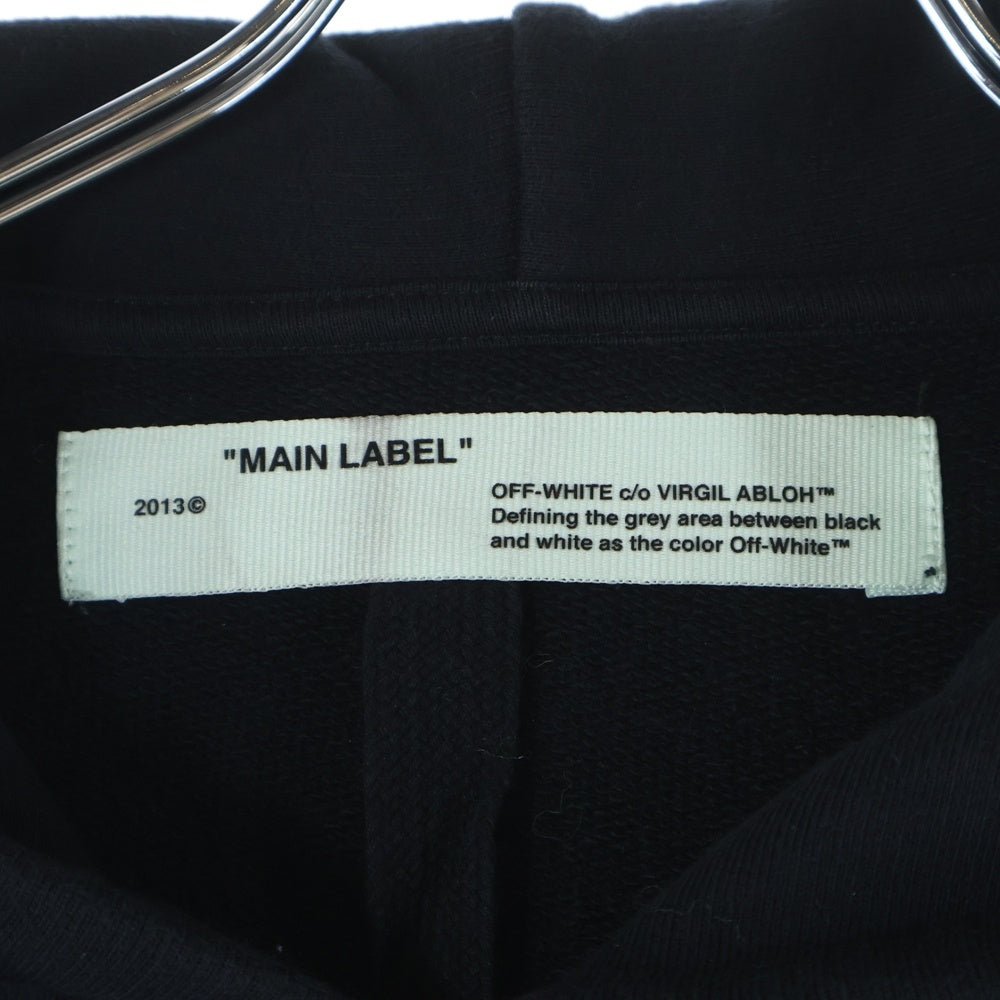 "MAIN LABEL"
2013©
OFF-WHITE c/o VIRGIL ABLOH™
Defining the grey area between black
and white as the color Off-White™